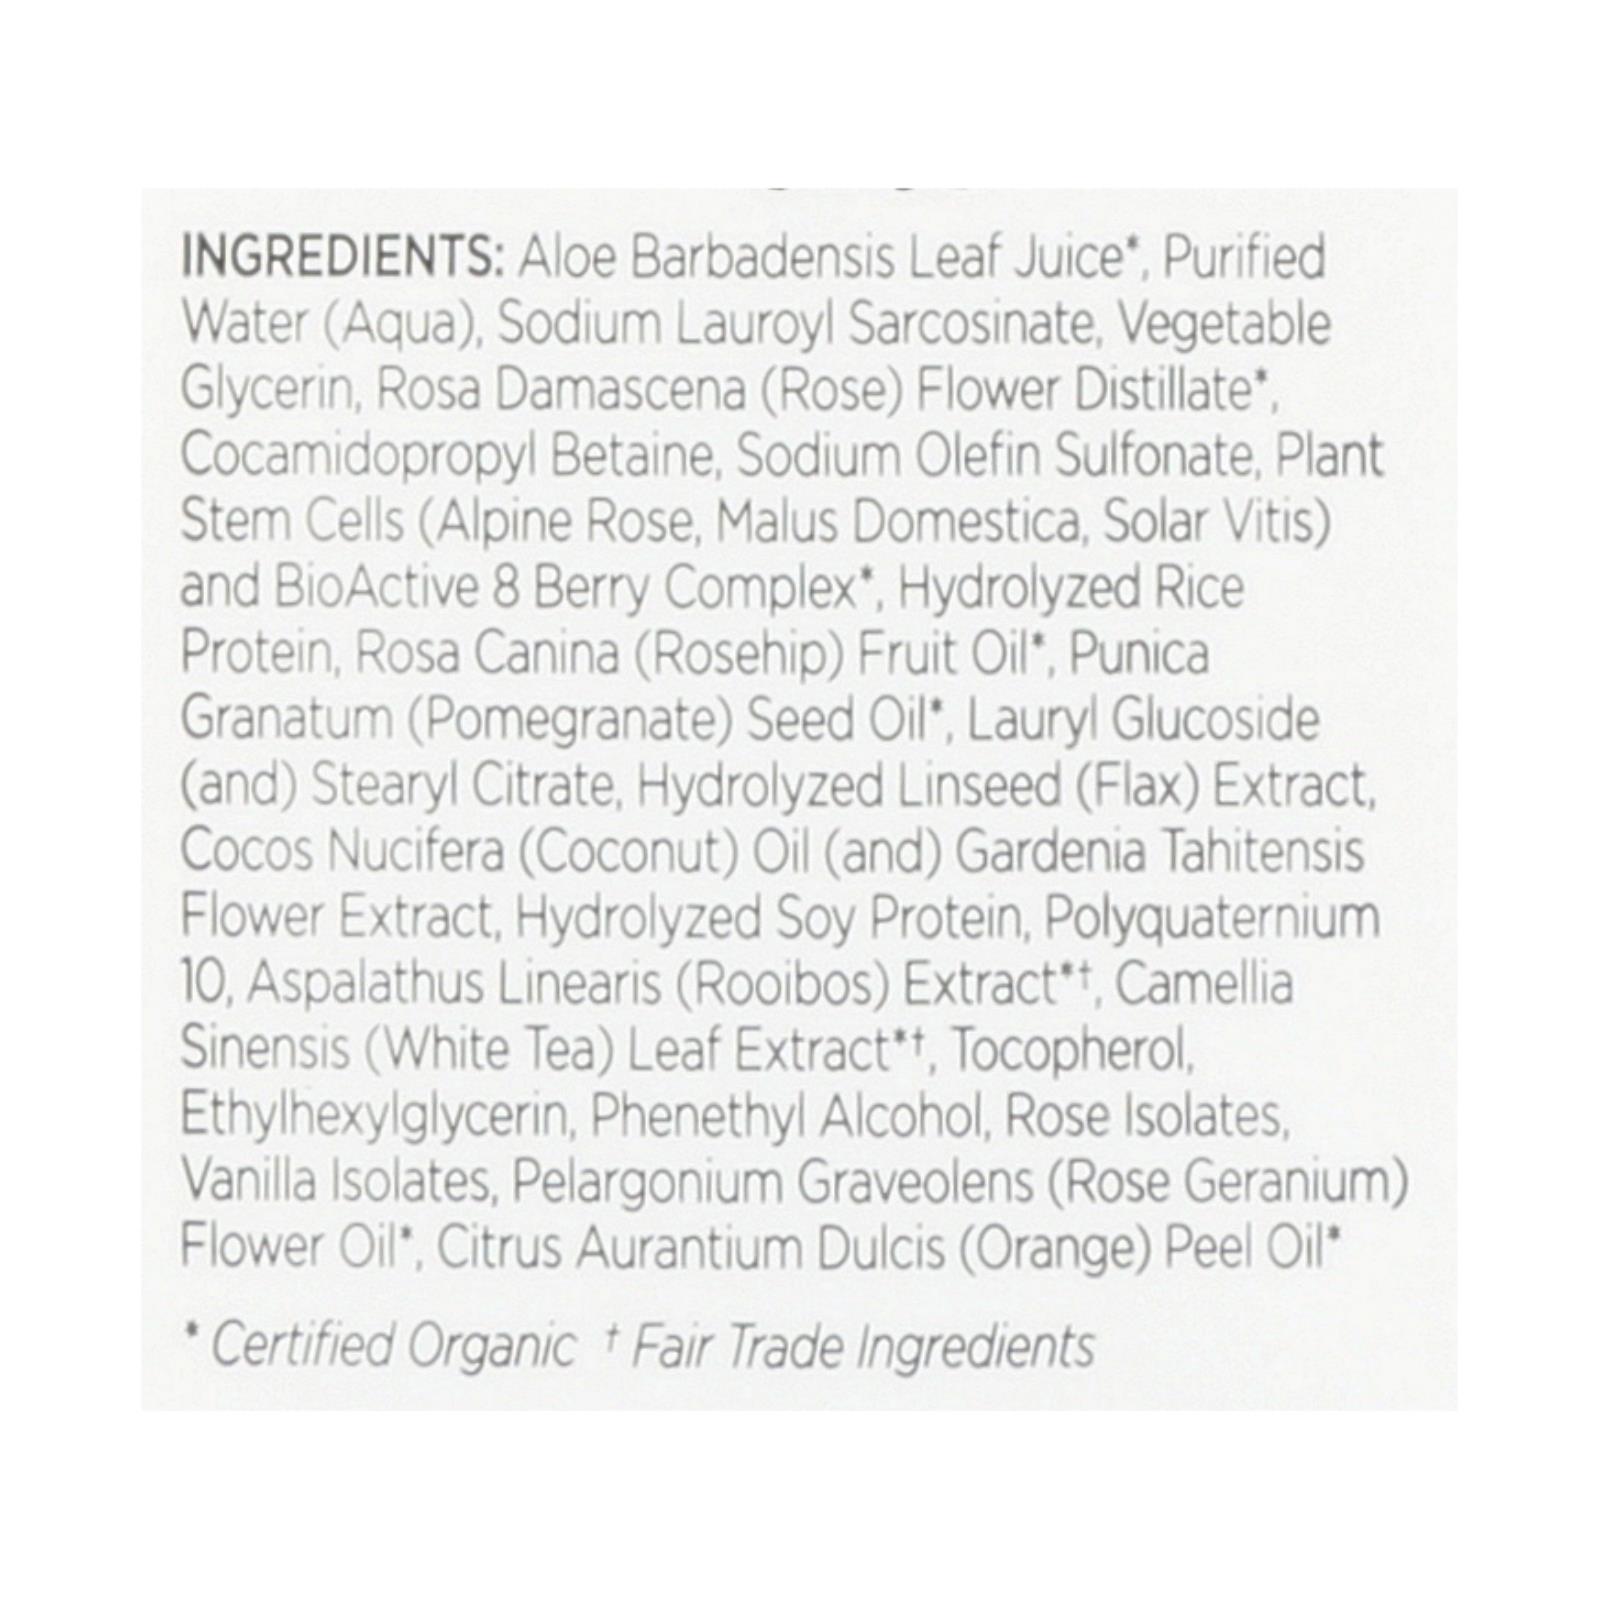 INGREDIENTS: Aloe Barbadensis Leaf Juice*, Purified
Water (Aqua), Sodium Lauroyl Sarcosinate, Vegetable
Glycerin, Rosa Damascena (Rose) Flower Distillate*,
Cocamidopropyl Betaine, Sodium Olefin Sulfonate, Plant
Stem Cells (Alpine Rose, Malus Domestica, Solar Vitis)
and BioActive 8 Berry Complex*, Hydrolyzed Rice
Protein, Rosa Canina (Rosehip) Fruit Oil*, Punica
Granatum (Pomegranate) Seed Oil*, Lauryl Glucoside
(and) Stearyl Citrate, Hydrolyzed Linseed (Flax) Extract,
Cocos Nucifera (Coconut) Oil (and) Gardenia Tahitensis
Flower Extract, Hydrolyzed Soy Protein, Polyquaternium
10, Aspalathus Linearis (Rooibos) Extract*†, Camellia
Sinensis (White Tea) Leaf Extract*†, Tocopherol,
Ethylhexylglycerin, Phenethyl Alcohol, Rose Isolates,
Vanilla Isolates, Pelargonium Graveolens (Rose Geranium)
Flower Oil*, Citrus Aurantium Dulcis (Orange) Peel Oil*
* Certified Organic † Fair Trade Ingredients